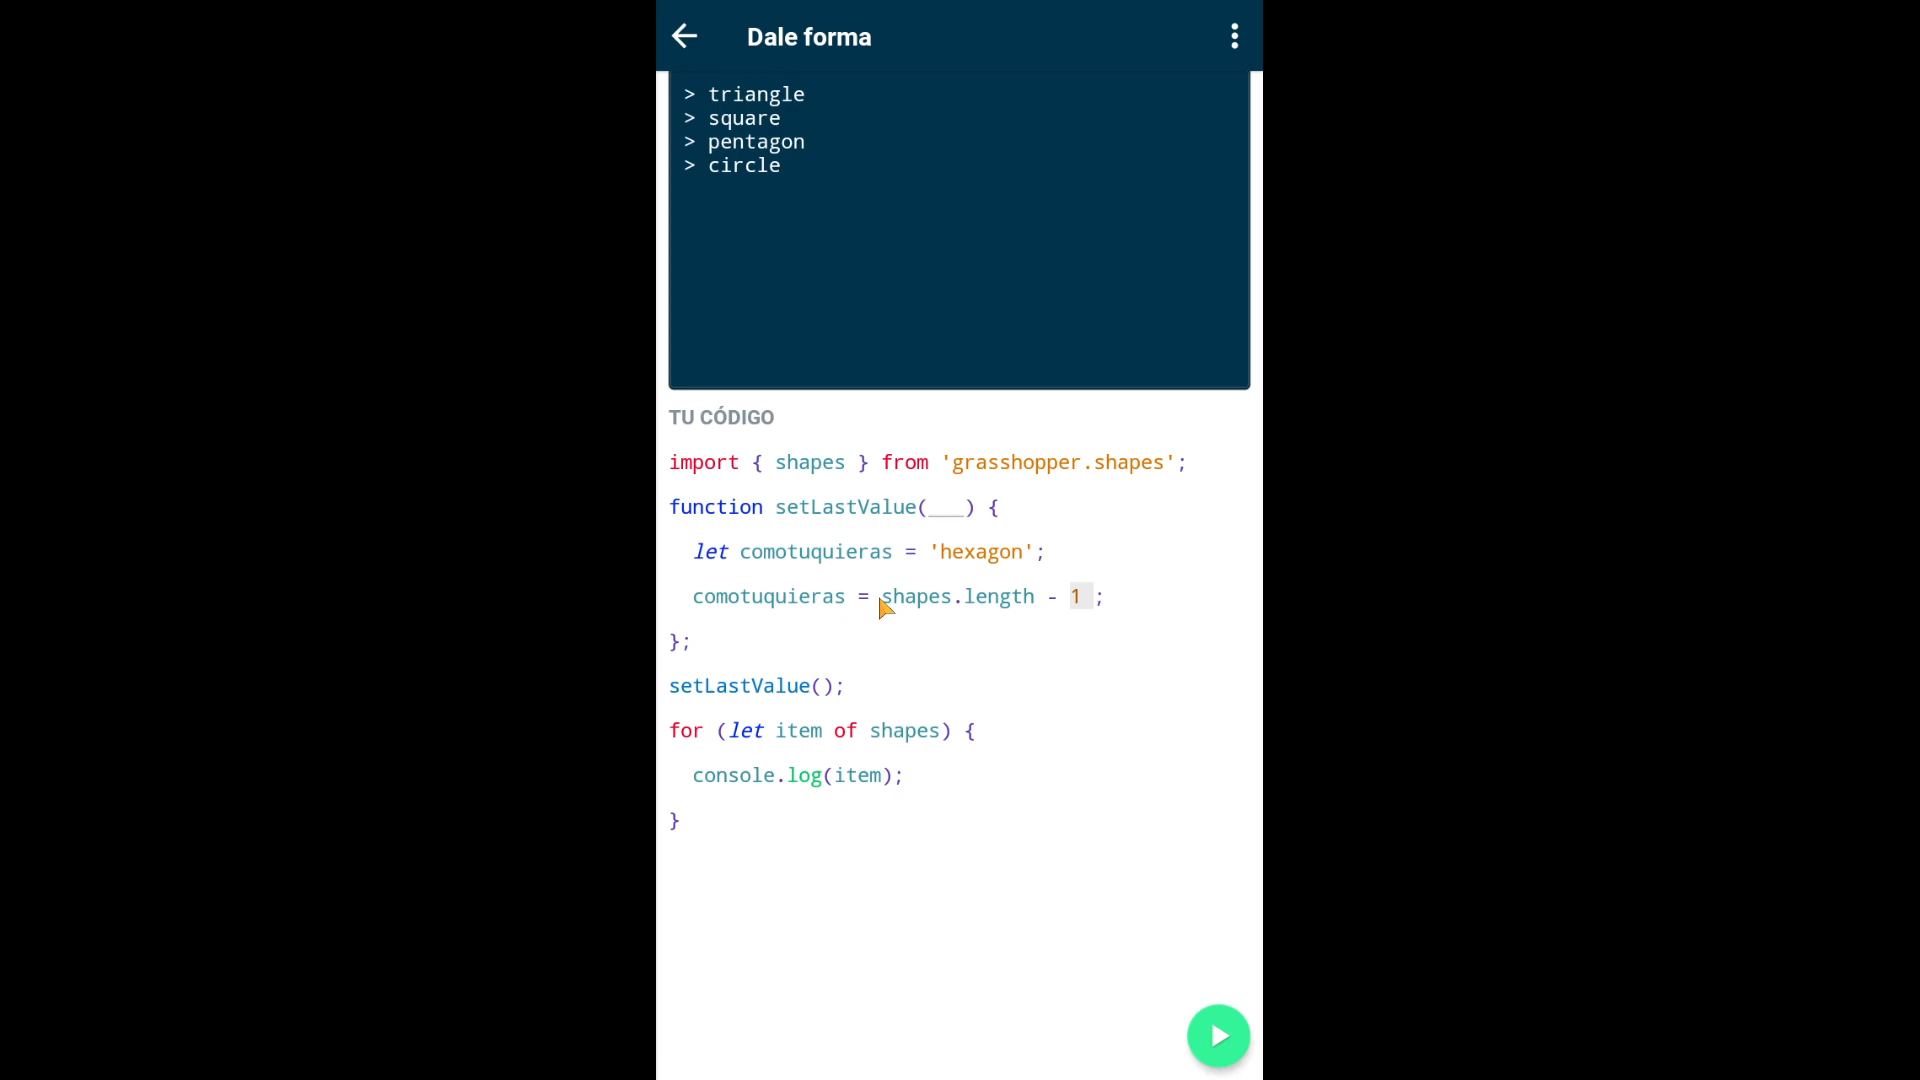 Dale forma
> triangle
> square
> pentagon
> circle
TU CÓDIGO
import { shapes } from 'grasshopper.shapes';
function setLastValue(___) {
let comotuquieras = 'hexagon';
comotuquieras = shapes.length - 1 ;
};
setLastValue();
for (let item of shapes) {
console.log(item);
}